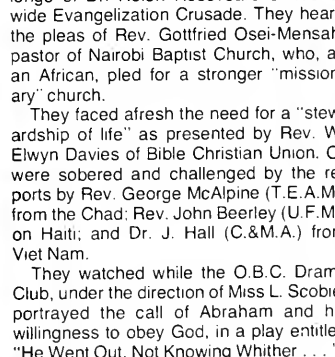 wide Evangelization Crusade. They hear
the pleas of Rev. Gottfried Osei-Mensah
pastor of Nairobi Baptist Church, who, a
an African, pled for a stronger "mission-
ary" church.
They faced afresh the need for a "stew
ardship of life" as presented by Rev. W
Elwyn Davies of Bible Christian Union. O
were sobered and challenged by the re
ports by Rev. George McAlpine (T.E.A.M
from the Chad; Rev. John Beerley (U.F.M
on Haiti; and Dr. J. Hall (C.&M.A.) from
Viet Nam.
They watched while the O.B.C. Dram
Club, under the direction of Miss L. Scobie
portrayed the call of Abraham and h
willingness to obey God, in a play entitle
"He Went Out, Not Knowing Whither . . .